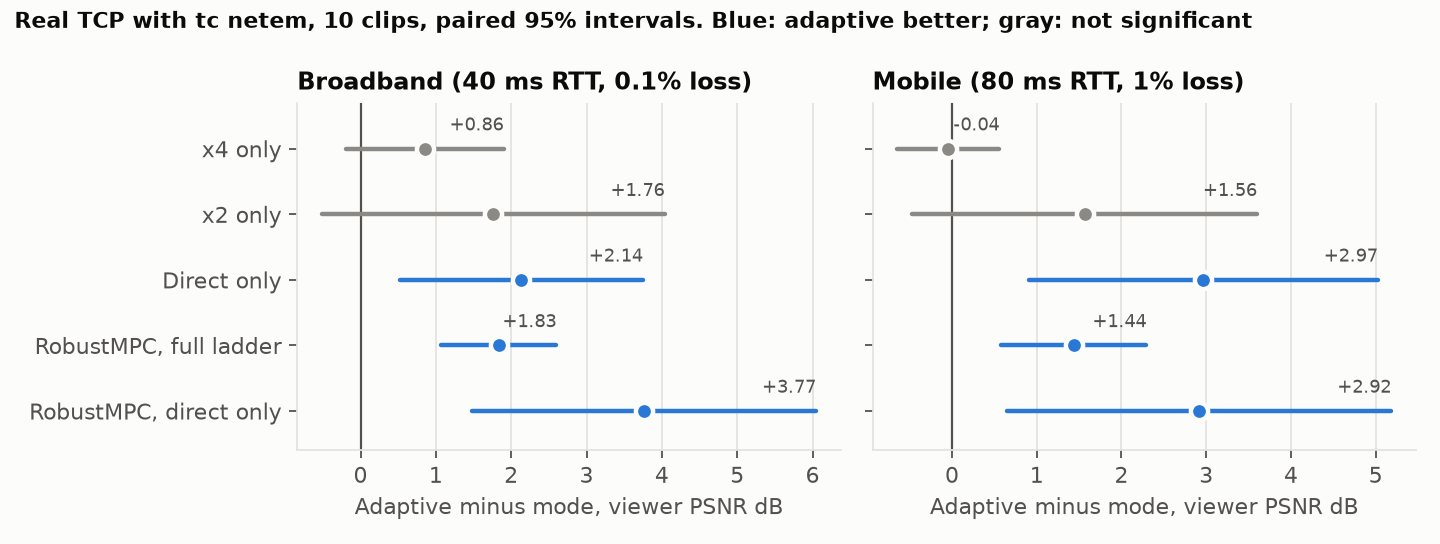 Real TCP with tc netem, 10 clips, paired 95% intervals. Blue: adaptive better; gray: not significant
Broadband (40 ms RTT, 0.1% loss)
Mobile (80 ms RTT, 1% loss)
x4 only
+0.86
-0.04
x2 only
+1.76
+1.56
Direct only
+2.14
+2.97
RobustMPC, full ladder
+1.83
+1.44
RobustMPC, direct only
+3.77
+2.92
0 1 2 3 4 5 6
0 1 2 3 4 5
Adaptive minus mode, viewer PSNR dB
Adaptive minus mode, viewer PSNR dB